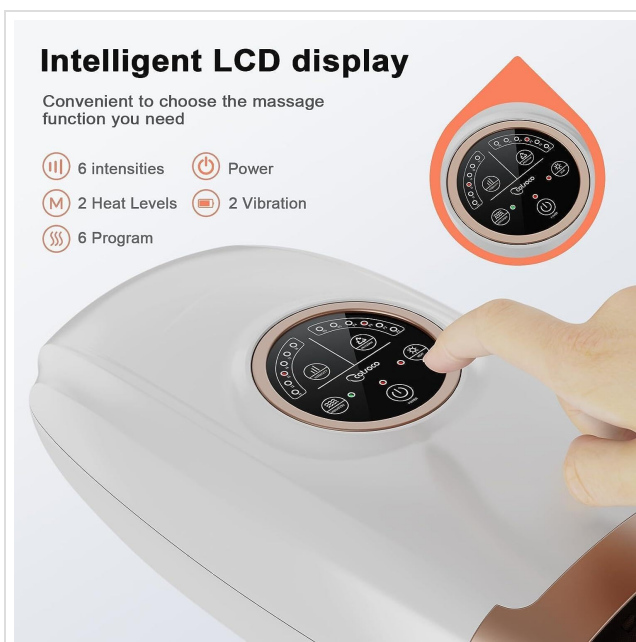 Intelligent LCD display
Convenient to choose the massage
function you need
6 intensities
Power
M
2 Heat Levels
2 Vibration
6 Program